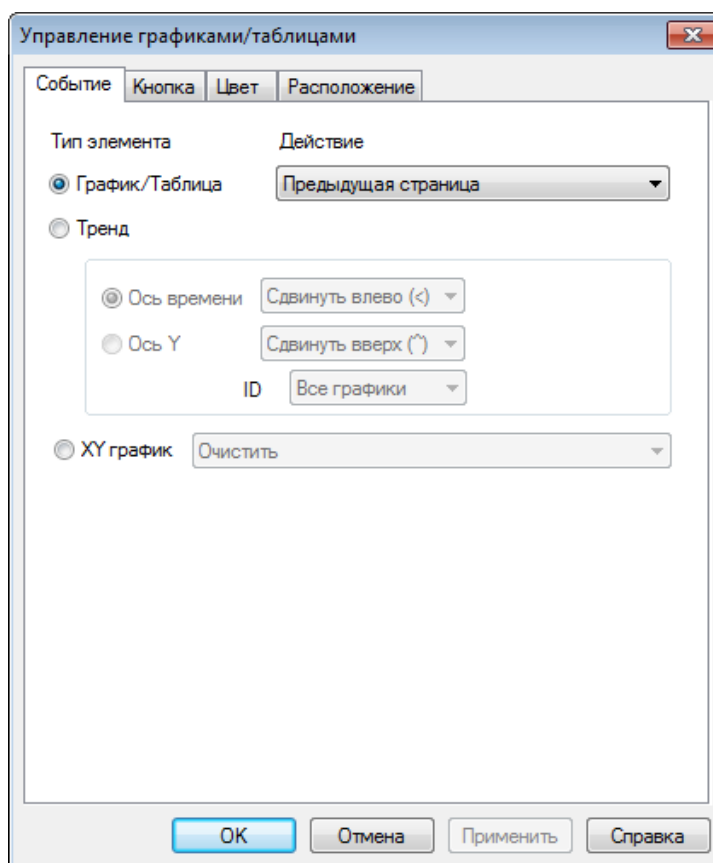 Управление графиками/таблицами
Событие Кнопка Цвет Расположение
Тип элемента Действие
График/Таблица Предыдущая страница
Тренд
Ось времени Сдвинуть влево (<)
Ось Y Сдвинуть вверх (^)
ID Все графики
XY график Очистить
OK Отмена Применить Справка